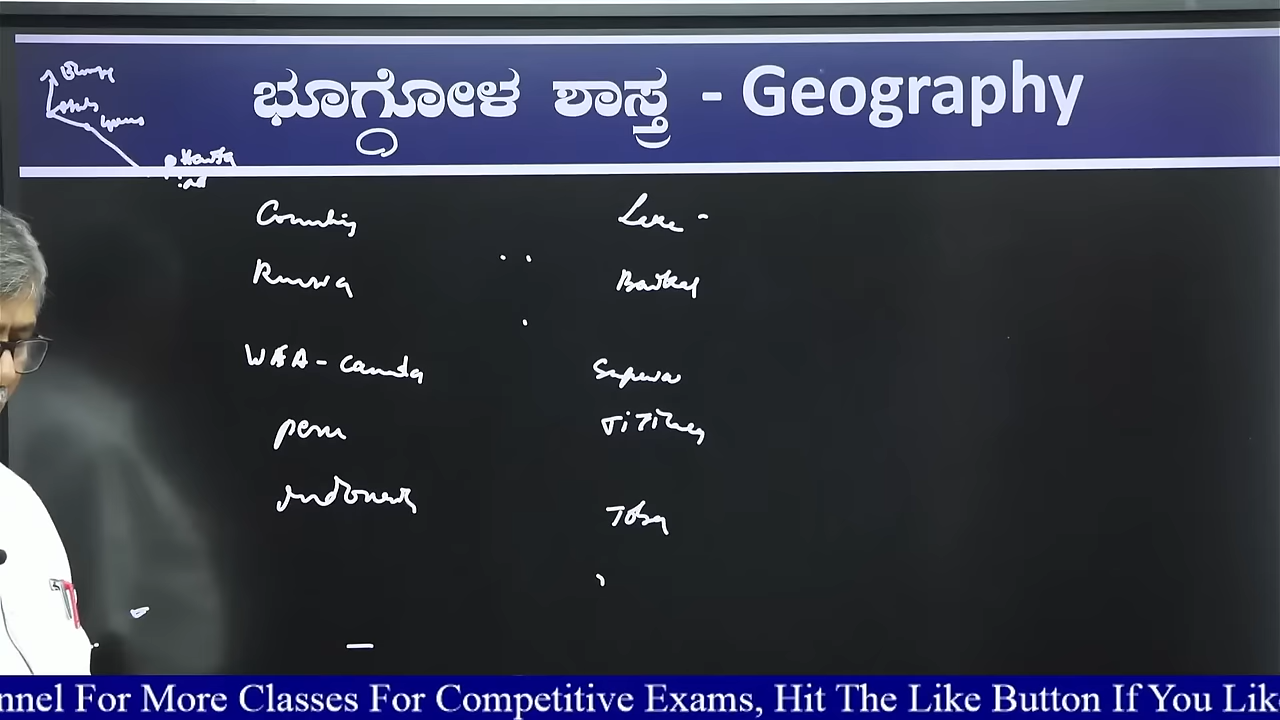 ಭೂಗೋಳ ಶಾಸ್ತ್ರ - Geography
Country Lake -
Russia Baikal
USA - Canada Superior
Peru Titicaca
Indonesia Toba
nnel For More Classes For Competitive Exams, Hit The Like Button If You Lik